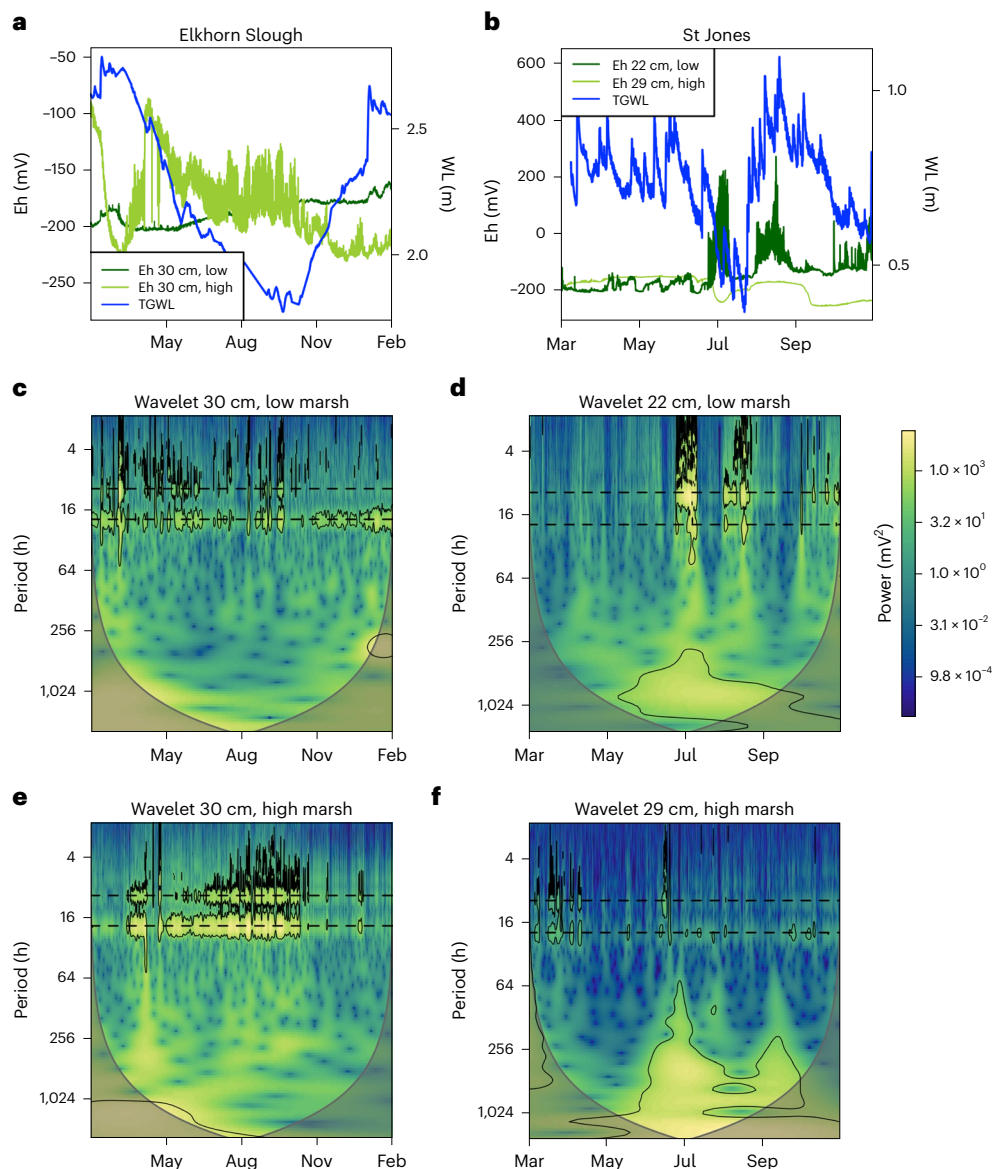 a
Elkhorn Slough
−50
−100
−150
−200
−250
Eh (mV)
2.5
2.0
WL (m)
Eh 30 cm, low
Eh 30 cm, high
TGWL
May Aug Nov Feb
b
St Jones
600
400
200
0
−200
Eh (mV)
1.0
0.5
WL (m)
Eh 22 cm, low
Eh 29 cm, high
TGWL
Mar May Jul Sep
c
Wavelet 30 cm, low marsh
4
16
64
256
1,024
Period (h)
May Aug Nov Feb
d
Wavelet 22 cm, low marsh
4
16
64
256
1,024
Period (h)
Mar May Jul Sep
Power (mV²)
1.0 × 10³
3.2 × 10¹
1.0 × 10⁰
3.1 × 10⁻²
9.8 × 10⁻⁴
e
Wavelet 30 cm, high marsh
4
16
64
256
1,024
Period (h)
May Aug Nov Feb
f
Wavelet 29 cm, high marsh
4
16
64
256
1,024
Period (h)
Mar May Jul Sep